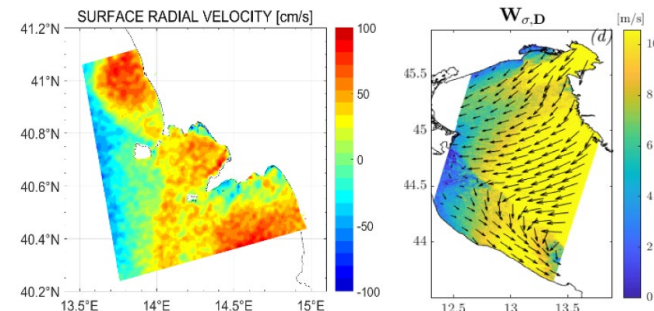 SURFACE RADIAL VELOCITY [cm/s]
41.2°N
41°N
40.8°N
40.6°N
40.4°N
40.2°N
13.5°E
14°E
14.5°E
15°E
100
50
0
-50
-100
W σ,D
(d)
[m/s]
45.5
45
44.5
44
12.5
13
13.5
10
8
6
4
2
0